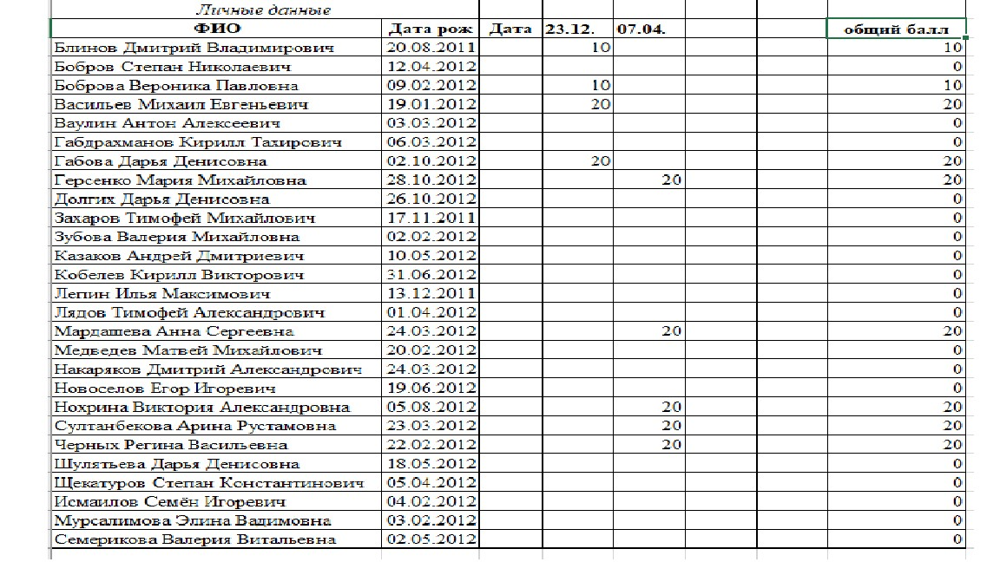 Личные данные
ФИО Дата рож Дата 23.12. 07.04. общий балл
Блинов Дмитрий Владимирович 20.08.2011 10 10
Бобров Степан Николаевич 12.04.2012 0
Боброва Вероника Павловна 09.02.2012 10 10
Васильев Михаил Евгеньевич 19.01.2012 20 20
Ваулин Антон Алексеевич 03.03.2012 0
Габдрахманов Кирилл Тахирович 06.03.2012 0
Габова Дарья Денисовна 02.10.2012 20 20
Герсенко Мария Михайловна 28.10.2012 20 20
Долгих Дарья Денисовна 26.10.2012 0
Захаров Тимофей Михайлович 17.11.2011 0
Зубова Валерия Михайловна 02.02.2012 0
Казаков Андрей Дмитриевич 10.05.2012 0
Кобелев Кирилл Викторович 31.06.2012 0
Лепин Илья Максимович 13.12.2011 0
Лядов Тимофей Александрович 01.04.2012 0
Мардашева Анна Сергеевна 24.03.2012 20 20
Медведев Матвей Михайлович 20.02.2012 0
Накаряков Дмитрий Александрович 24.03.2012 0
Новоселов Егор Игоревич 19.06.2012 0
Нохрина Виктория Александровна 05.08.2012 20 20
Султанбекова Арина Рустамовна 23.03.2012 20 20
Черных Регина Васильевна 22.02.2012 20 20
Шулятьева Дарья Денисовна 18.05.2012 0
Щекатуров Степан Константинович 05.04.2012 0
Исмаилов Семён Игоревич 04.02.2012 0
Мурсалимова Элина Вадимовна 03.02.2012 0
Семерикова Валерия Витальевна 02.05.2012 0